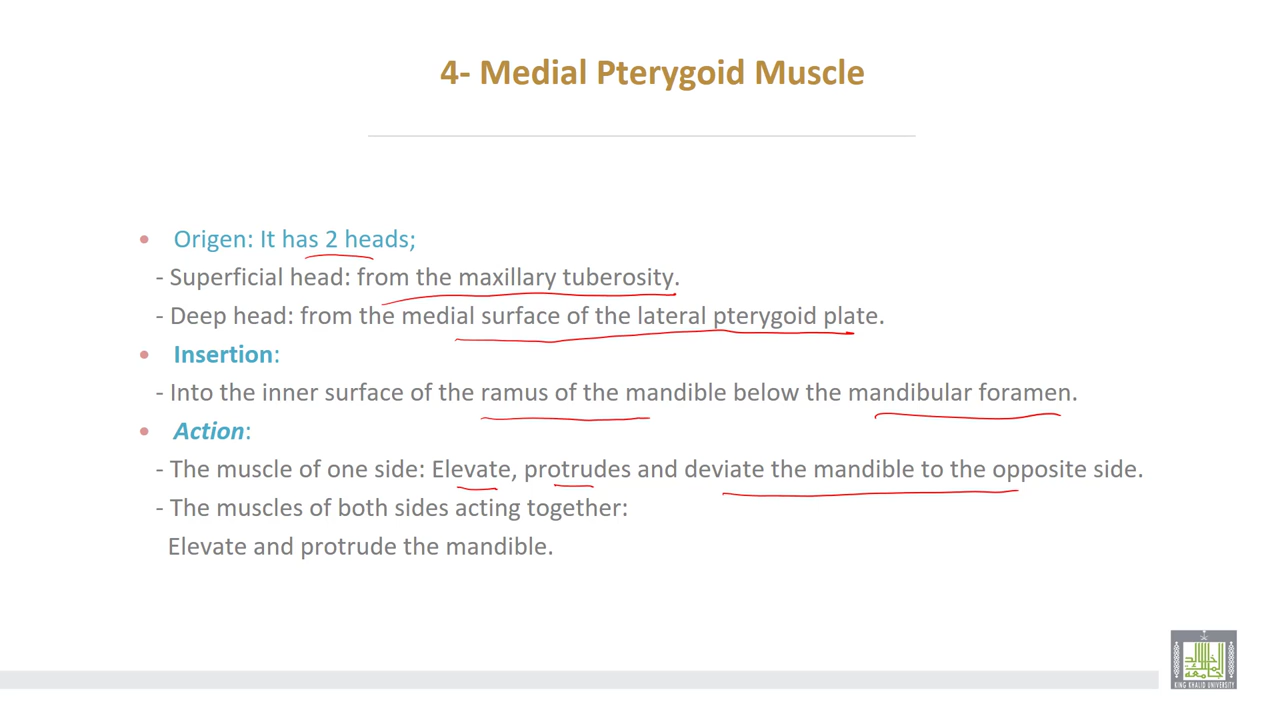 4- Medial Pterygoid Muscle
• Origen: It has 2 heads;
- Superficial head: from the maxillary tuberosity.
- Deep head: from the medial surface of the lateral pterygoid plate.
• Insertion:
- Into the inner surface of the ramus of the mandible below the mandibular foramen.
• Action:
- The muscle of one side: Elevate, protrudes and deviate the mandible to the opposite side.
- The muscles of both sides acting together:
Elevate and protrude the mandible.
KING KHALID UNIVERSITY